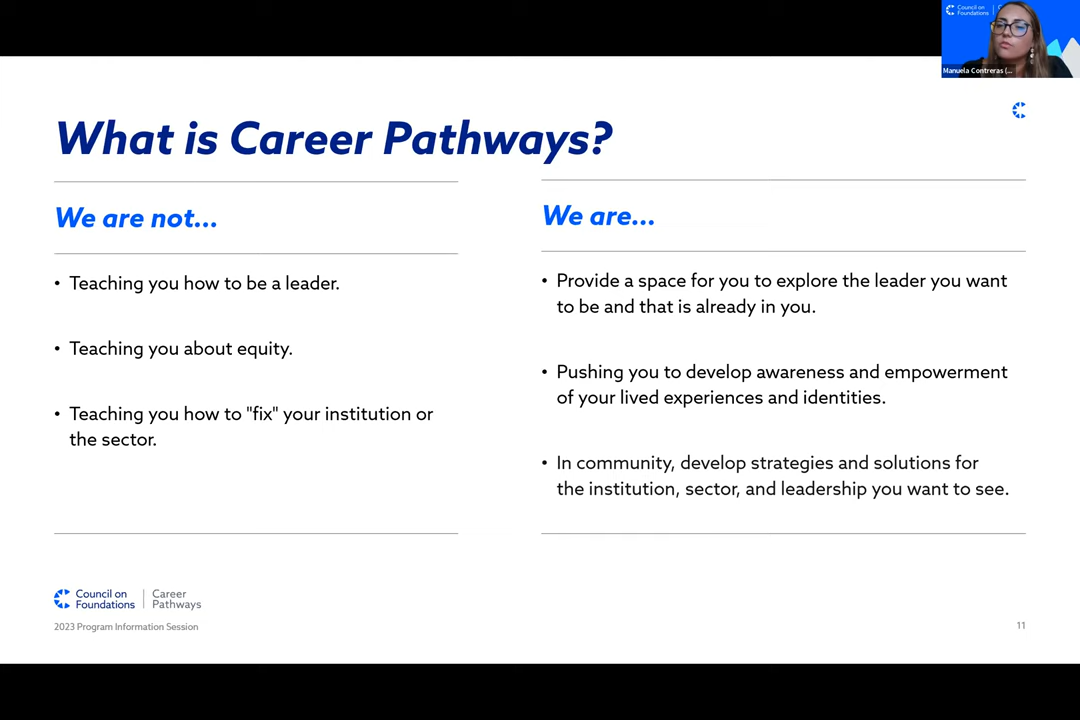 Council on
Foundations
Manuela Contreras (...
What is Career Pathways?
We are not...
• Teaching you how to be a leader.
• Teaching you about equity.
• Teaching you how to "fix" your institution or
the sector.
We are...
• Provide a space for you to explore the leader you want
to be and that is already in you.
• Pushing you to develop awareness and empowerment
of your lived experiences and identities.
• In community, develop strategies and solutions for
the institution, sector, and leadership you want to see.
Council on
Foundations
Career
Pathways
2023 Program Information Session
11